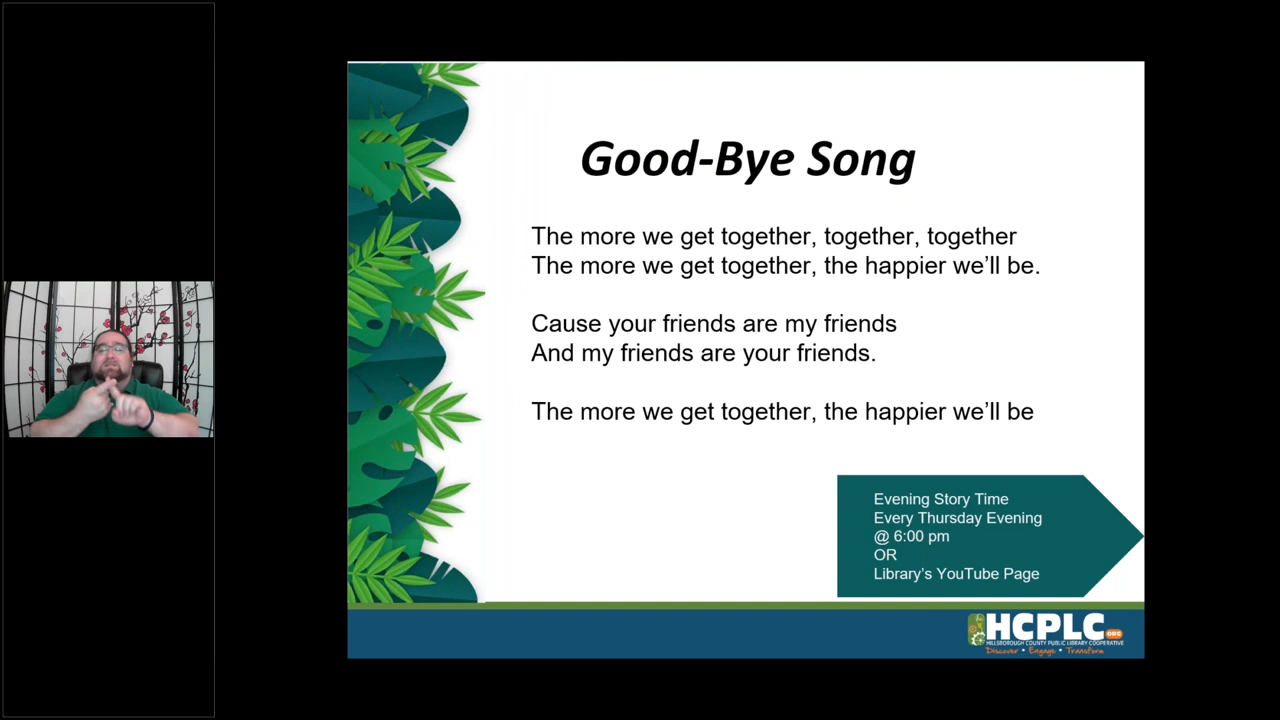 Good-Bye Song
The more we get together, together, together
The more we get together, the happier we’ll be.
Cause your friends are my friends
And my friends are your friends.
The more we get together, the happier we’ll be
Evening Story Time
Every Thursday Evening
@ 6:00 pm
OR
Library’s YouTube Page
HCPLC.ORG
HILLSBOROUGH COUNTY PUBLIC LIBRARY COOPERATIVE
Discover • Engage • Transform